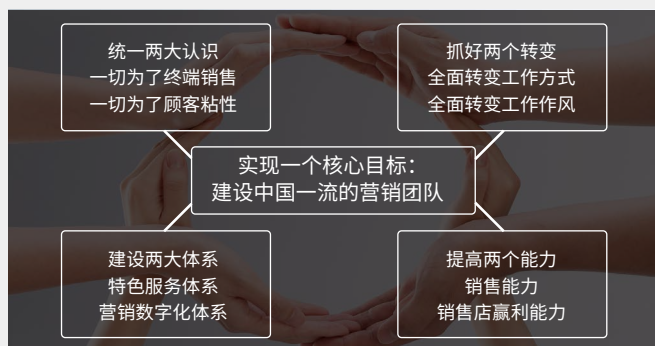 统一两大认识
一切为了终端销售
一切为了顾客粘性
抓好两个转变
全面转变工作方式
全面转变工作作风
实现一个核心目标：
建设中国一流的营销团队
建设两大体系
特色服务体系
营销数字化体系
提高两个能力
销售能力
销售店赢利能力